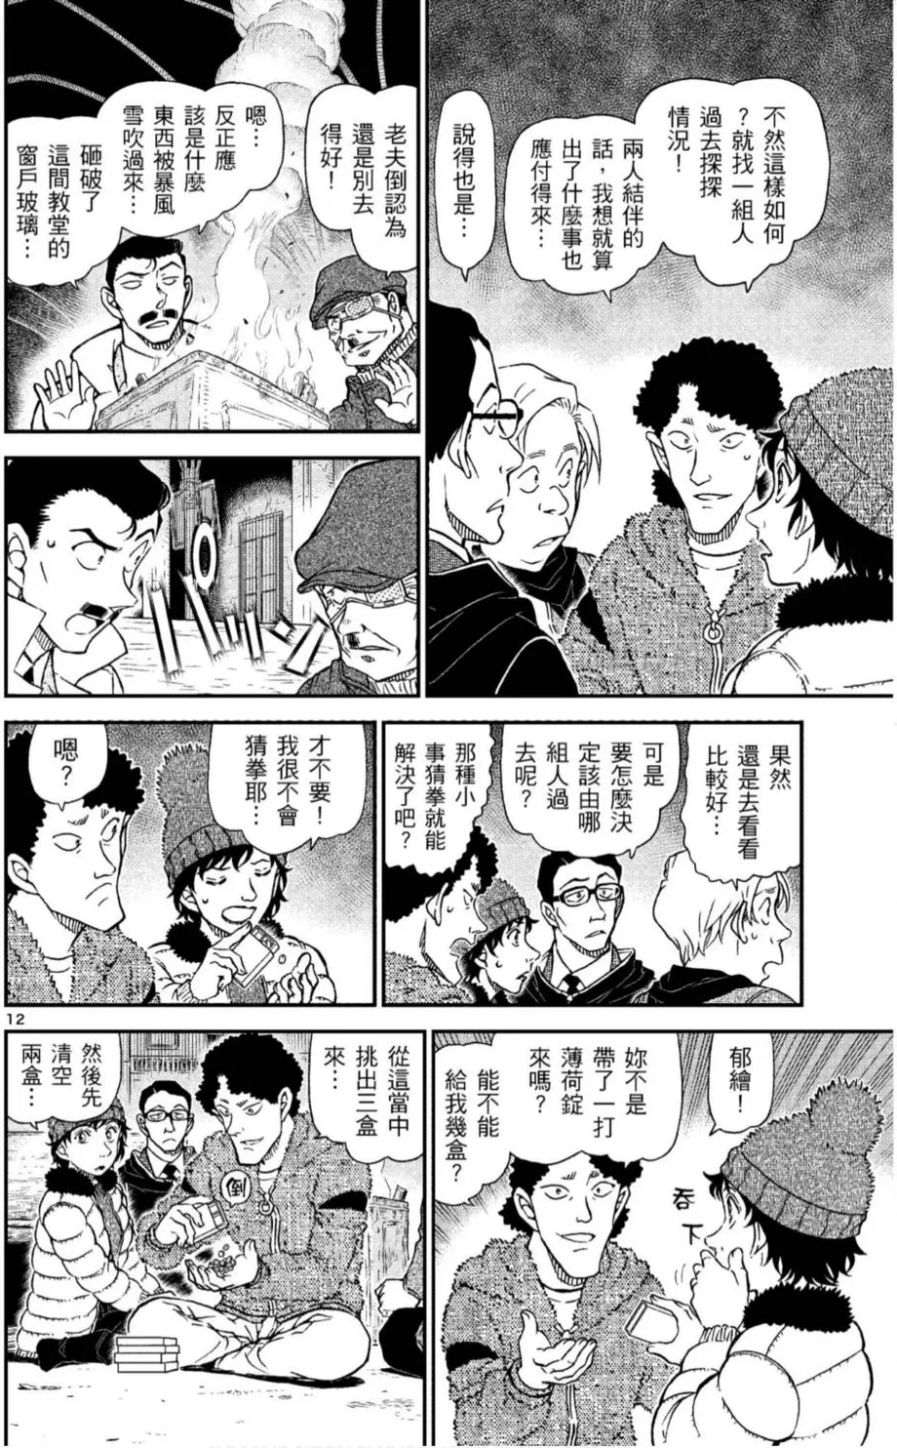 不然這樣如何
?就找一組人
過去探探
情況!
兩人結伴的
話,我想就算
出了什麼事也
應付得來…
說得也是…
老夫倒認為
還是別去
得好!
嗯…
反正應
該是什麼
東西被暴風
雪吹過來…
砸破了
這間教堂的
窗戶玻璃…
果然
還是去看看
比較好…
可是
要怎麼決
定該由哪
組人過
去呢?
那種小
事猜拳就能
解決了吧?
才不要!
我很不會
猜拳耶…
嗯?
12
郁繪!
妳不是
帶了一打
薄荷錠
來嗎?
能不能
給我幾盒?
吞
下
從這當中
挑出三盒
來…
然後先
清空
兩盒…
倒